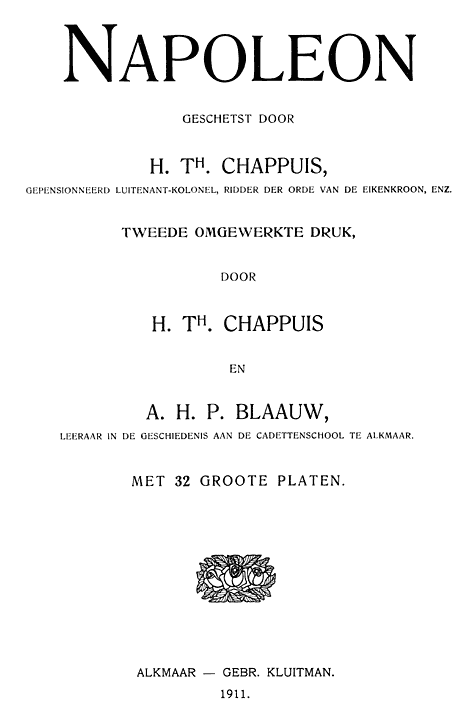 NAPOLEON
GESCHETST DOOR
H. TH. CHAPPUIS,
GEPENSIONNEERD LUITENANT-KOLONEL, RIDDER DER ORDE VAN DE EIKENKROON, ENZ.
TWEEDE OMGEWERKTE DRUK,
DOOR
H. TH. CHAPPUIS
EN
A. H. P. BLAAUW,
LEERAAR IN DE GESCHIEDENIS AAN DE CADETTENSCHOOL TE ALKMAAR.
MET 32 GROOTE PLATEN.
ALKMAAR — GEBR. KLUITMAN.
1911.